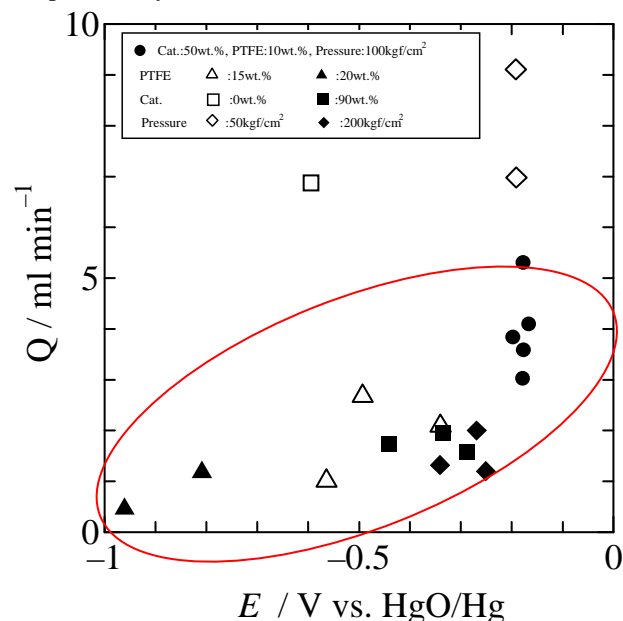 10
● Cat.:50wt.%, PTFE:10wt.%, Pressure:100kgf/cm²
PTFE △ :15wt.% ▲ :20wt.%
Cat. □ :0wt.% ■ :90wt.%
Pressure ◇ :50kgf/cm² ◆ :200kgf/cm²
Q / ml min⁻¹
5
0
−1 −0.5 0
E / V vs. HgO/Hg